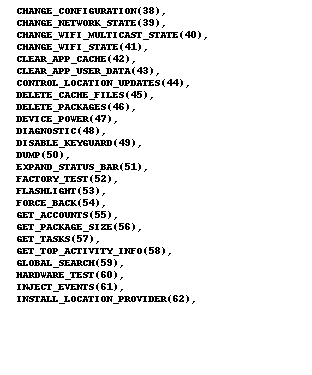 CHANGE_CONFIGURATION(38),
CHANGE_NETWORK_STATE(39),
CHANGE_WIFI_MULTICAST_STATE(40),
CHANGE_WIFI_STATE(41),
CLEAR_APP_CACHE(42),
CLEAR_APP_USER_DATA(43),
CONTROL_LOCATION_UPDATES(44),
DELETE_CACHE_FILES(45),
DELETE_PACKAGES(46),
DEVICE_POWER(47),
DIAGNOSTIC(48),
DISABLE_KEYGUARD(49),
DUMP(50),
EXPAND_STATUS_BAR(51),
FACTORY_TEST(52),
FLASHLIGHT(53),
FORCE_BACK(54),
GET_ACCOUNTS(55),
GET_PACKAGE_SIZE(56),
GET_TASKS(57),
GET_TOP_ACTIVITY_INFO(58),
GLOBAL_SEARCH(59),
HARDWARE_TEST(60),
INJECT_EVENTS(61),
INSTALL_LOCATION_PROVIDER(62),